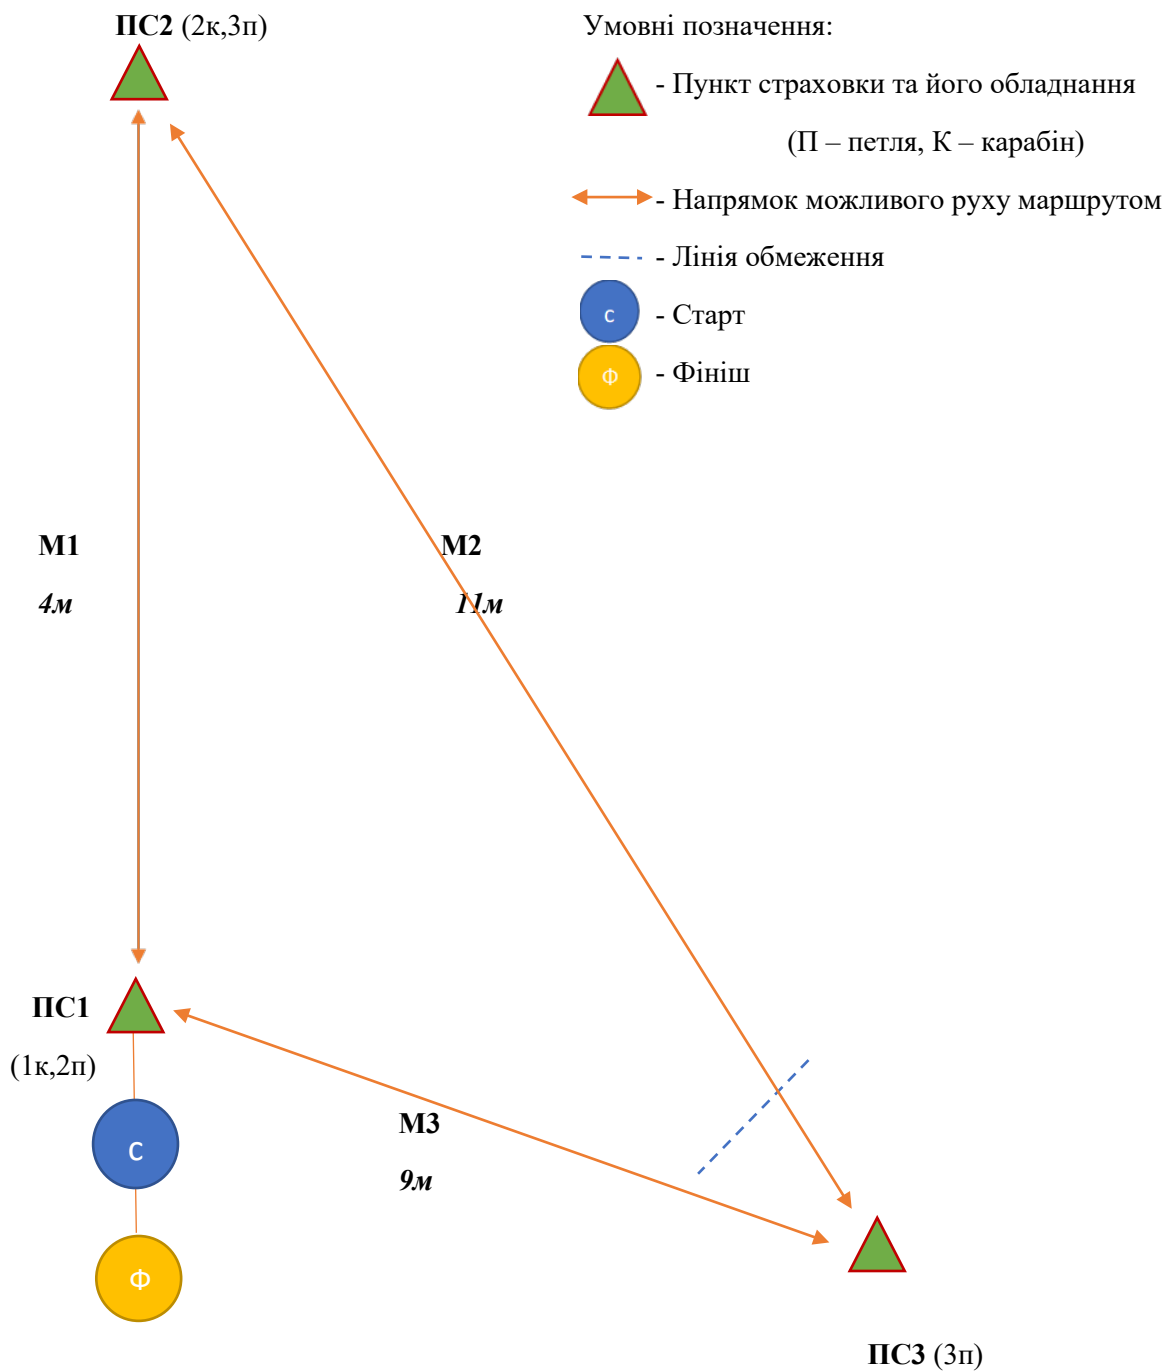 ПС2 (2к,3п)
Умовні позначення:
- Пункт страховки та його обладнання
(П – петля, К – карабін)
- Напрямок можливого руху маршрутом
- Лінія обмеження
С
- Старт
Ф
- Фініш
М1
4м
М2
11м
ПС1
(1к,2п)
М3
9м
С
Ф
ПС3 (3п)